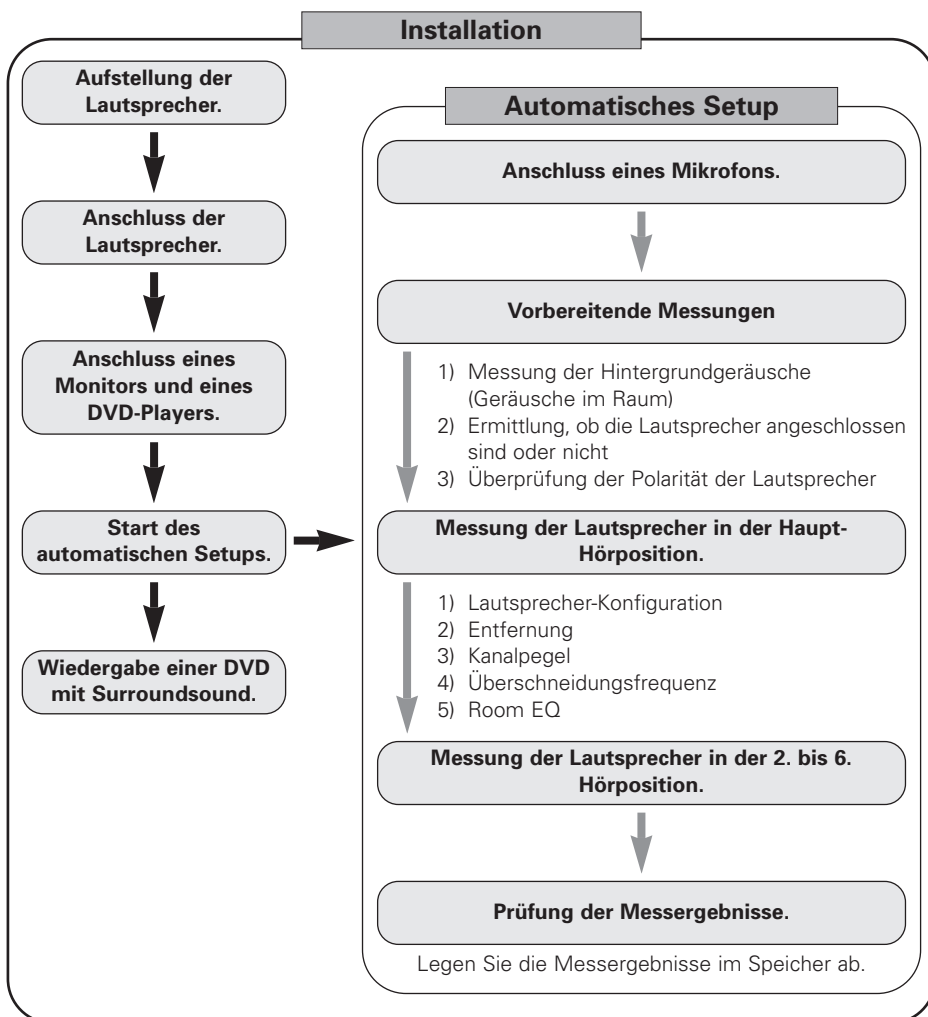 Installation
Aufstellung der
Lautsprecher.
Anschluss der
Lautsprecher.
Anschluss eines
Monitors und eines
DVD-Players.
Start des
automatischen Setups.
Wiedergabe einer DVD
mit Surroundsound.
Automatisches Setup
Anschluss eines Mikrofons.
Vorbereitende Messungen
1) Messung der Hintergrundgeräusche
(Geräusche im Raum)
2) Ermittlung, ob die Lautsprecher angeschlossen
sind oder nicht
3) Überprüfung der Polarität der Lautsprecher
Messung der Lautsprecher in der Haupt-
Hörposition.
1) Lautsprecher-Konfiguration
2) Entfernung
3) Kanalpegel
4) Überschneidungsfrequenz
5) Room EQ
Messung der Lautsprecher in der 2. bis 6.
Hörposition.
Prüfung der Messergebnisse.
Legen Sie die Messergebnisse im Speicher ab.